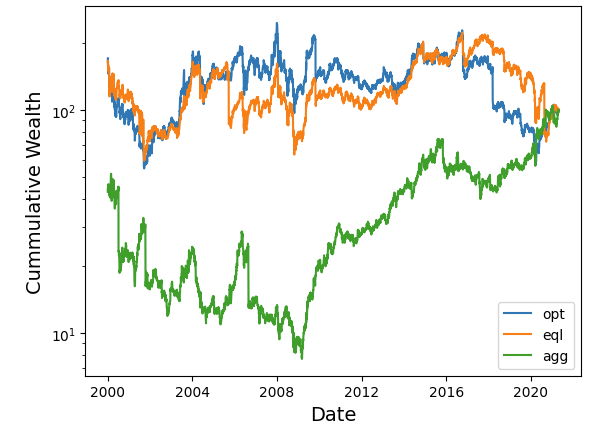 Cummulative Wealth
10²
10¹
2000 2004 2008 2012 2016 2020
Date
opt
eql
agg